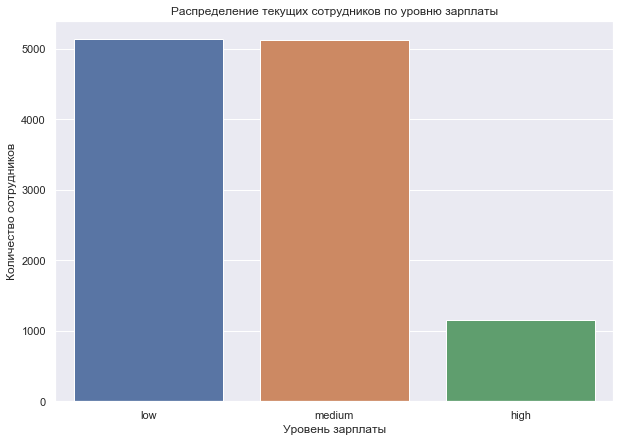 Распределение текущих сотрудников по уровню зарплаты
Количество сотрудников
5000
4000
3000
2000
1000
0
low medium high
Уровень зарплаты